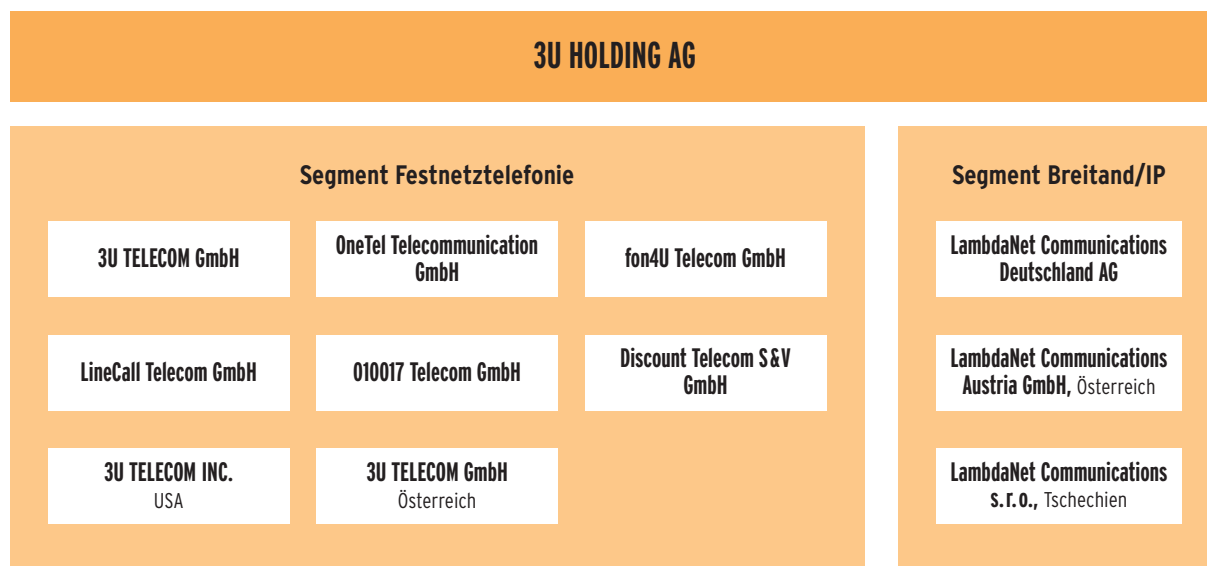 3U HOLDING AG
Segment Festnetztelefonie
3U TELECOM GmbH
OneTel Telecommunication
GmbH
fon4U Telecom GmbH
LineCall Telecom GmbH
010017 Telecom GmbH
Discount Telecom S&V
GmbH
3U TELECOM INC.
USA
3U TELECOM GmbH
Österreich
Segment Breitand/IP
LambdaNet Communications
Deutschland AG
LambdaNet Communications
Austria GmbH, Österreich
LambdaNet Communications
s.r.o., Tschechien